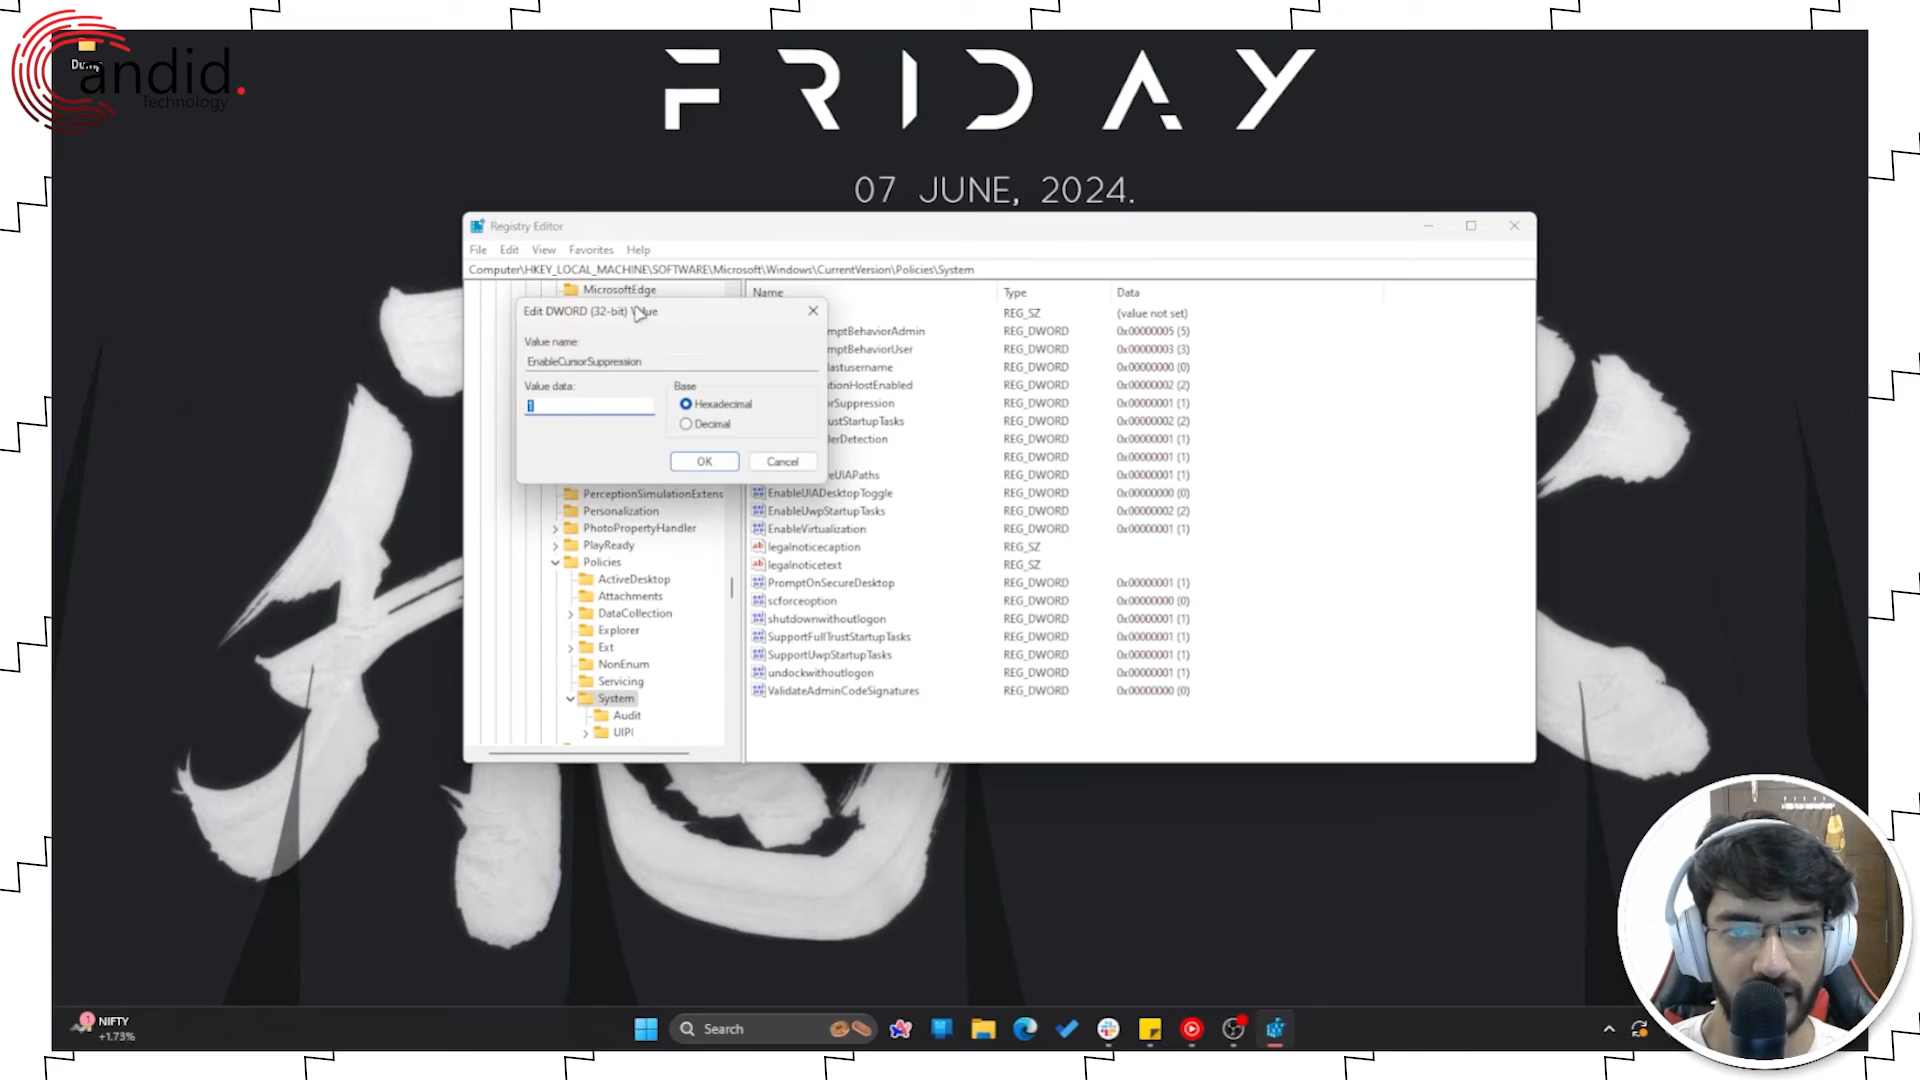 Dump
Candid.
Technology
FRIDAY
07 JUNE, 2024.
Registry Editor
File Edit View Favorites Help
Computer\HKEY_LOCAL_MACHINE\SOFTWARE\Microsoft\Windows\CurrentVersion\Policies\System
MicrosoftEdge
Name Type Data
Edit DWORD (32-bit) Value
Value name:
EnableCursorSuppression
Value data:
1
Base
Hexadecimal
Decimal
OK Cancel
REG_SZ (value not set)
mptBehaviorAdmin REG_DWORD 0x00000005 (5)
mptBehaviorUser REG_DWORD 0x00000003 (3)
lastusername REG_DWORD 0x00000000 (0)
tionHostEnabled REG_DWORD 0x00000002 (2)
rSuppression REG_DWORD 0x00000001 (1)
ustStartupTasks REG_DWORD 0x00000002 (2)
lerDetection REG_DWORD 0x00000001 (1)
REG_DWORD 0x00000001 (1)
eUIAPaths REG_DWORD 0x00000001 (1)
EnableUIADesktopToggle REG_DWORD 0x00000000 (0)
EnableUwpStartupTasks REG_DWORD 0x00000002 (2)
EnableVirtualization REG_DWORD 0x00000001 (1)
legalnoticecaption REG_SZ
legalnoticetext REG_SZ
PromptOnSecureDesktop REG_DWORD 0x00000001 (1)
scforceoption REG_DWORD 0x00000000 (0)
shutdownwithoutlogon REG_DWORD 0x00000001 (1)
SupportFullTrustStartupTasks REG_DWORD 0x00000001 (1)
SupportUwpStartupTasks REG_DWORD 0x00000001 (1)
undockwithoutlogon REG_DWORD 0x00000001 (1)
ValidateAdminCodeSignatures REG_DWORD 0x00000000 (0)
PerceptionSimulationExtens
Personalization
PhotoPropertyHandler
PlayReady
Policies
ActiveDesktop
Attachments
DataCollection
Explorer
Ext
NonEnum
Servicing
System
Audit
UIPI
1
NIFTY
+1.73%
Search